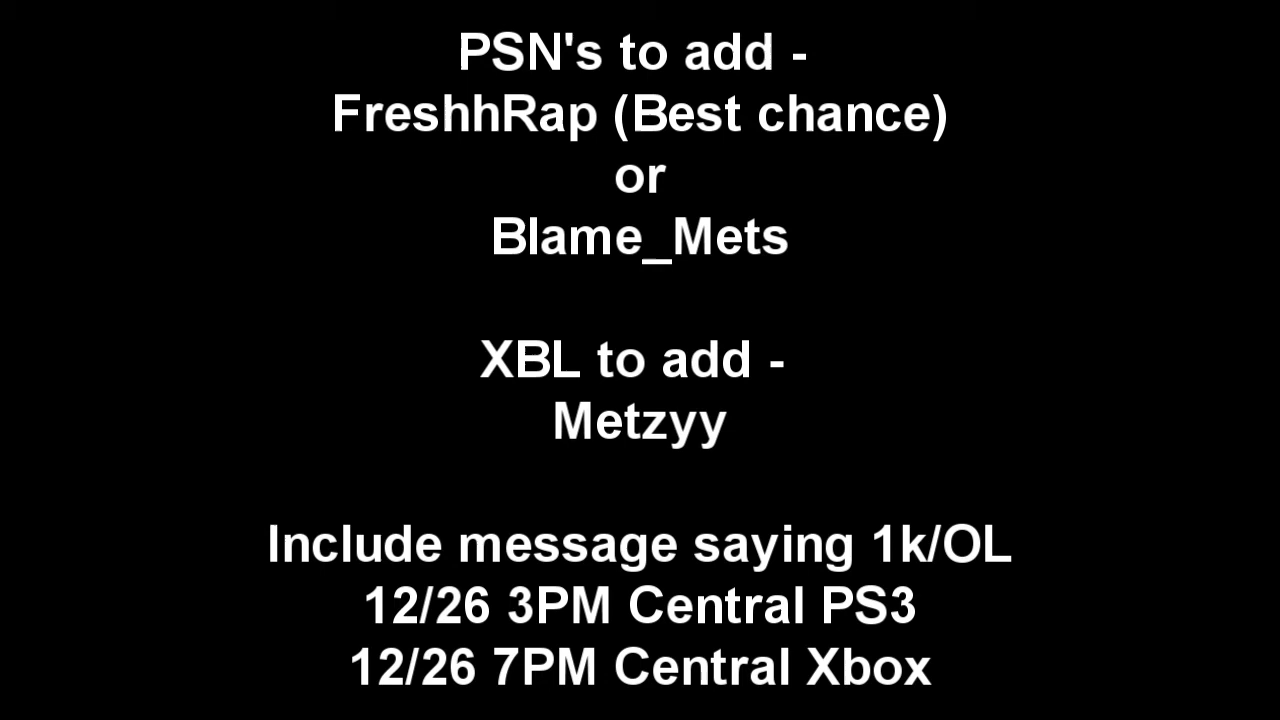 PSN's to add -
FreshhRap (Best chance)
or
Blame_Mets
XBL to add -
Metzyy
Include message saying 1k/OL
12/26 3PM Central PS3
12/26 7PM Central Xbox